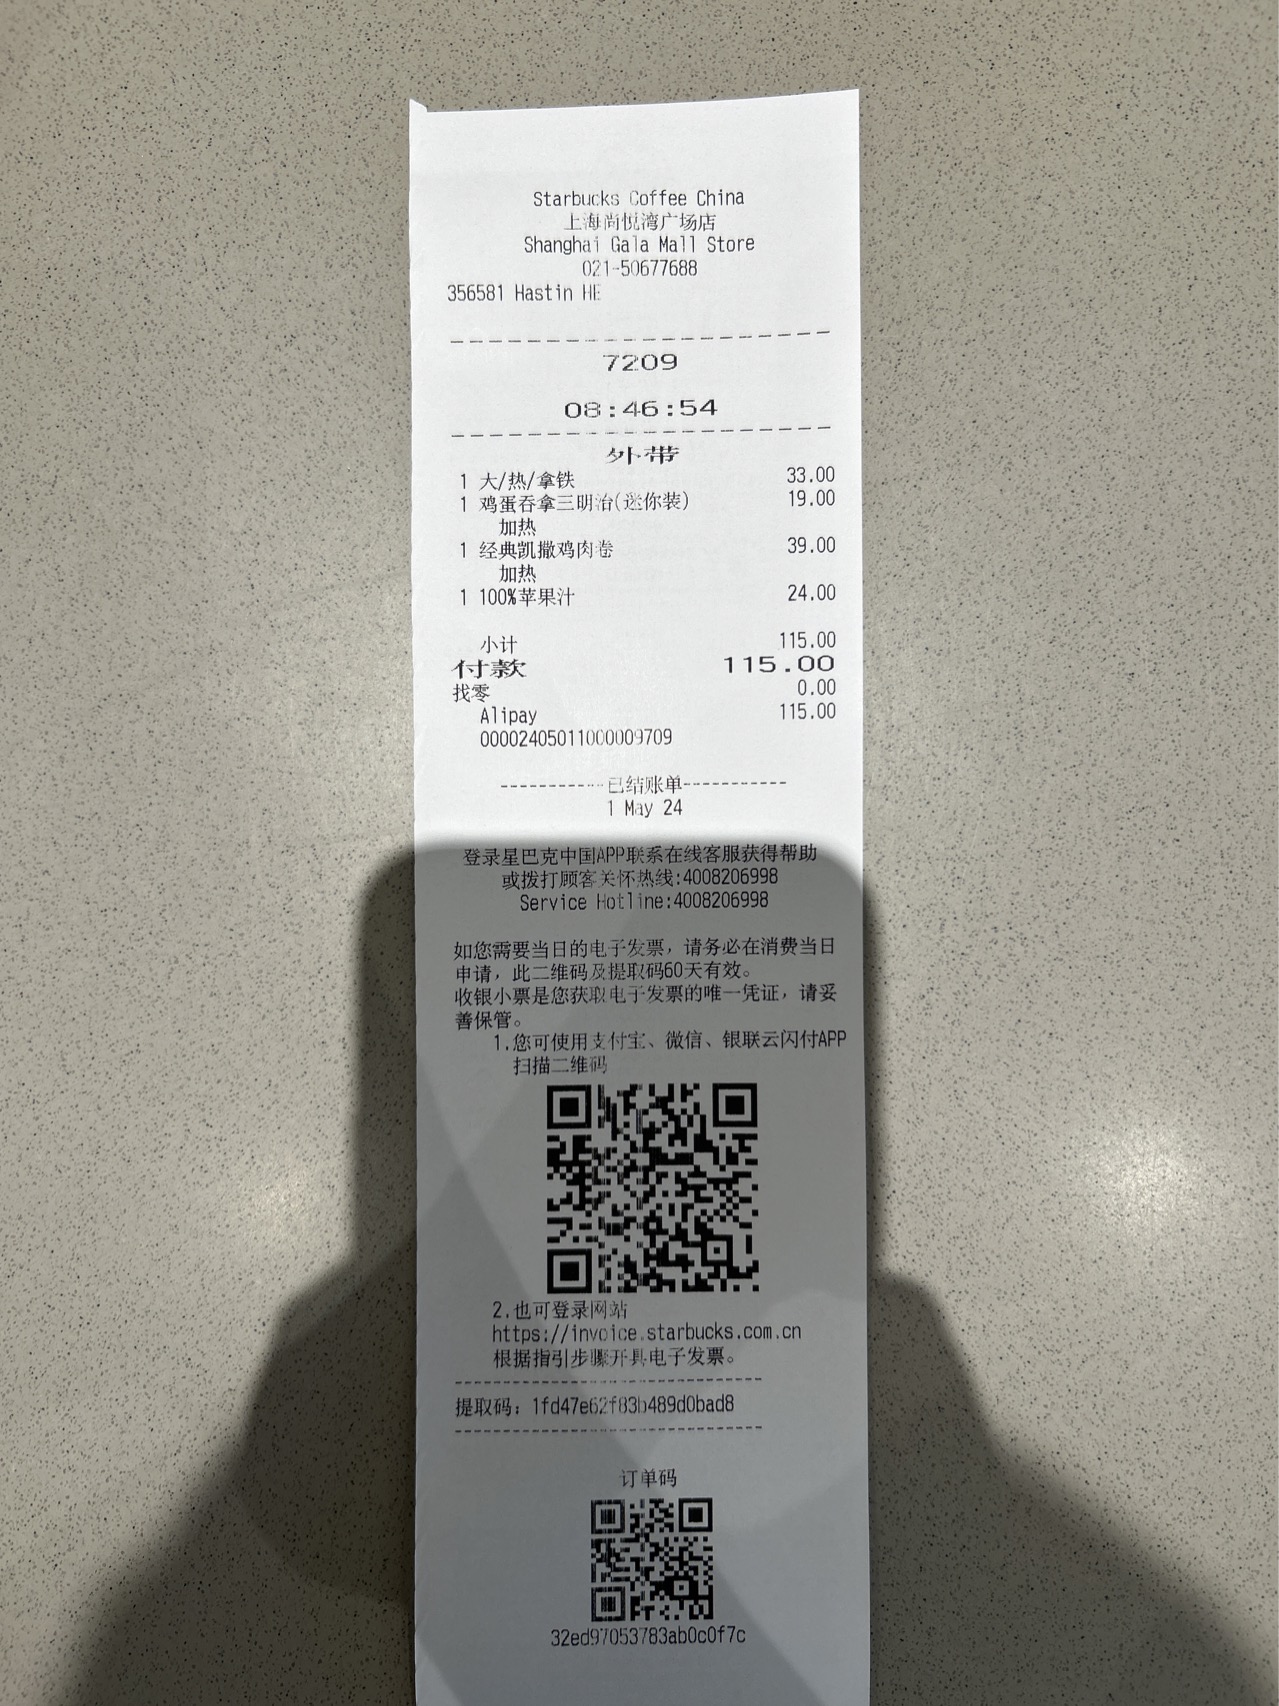 Starbucks Coffee China
上海尚悦湾广场店
Shanghai Gala Mall Store
021-50677688
356581 Hastin HE
7209
08:46:54
外带
1 大/热/拿铁 33.00
1 鸡蛋吞拿三明治(迷你装) 19.00
加热
1 经典凯撒鸡肉卷 39.00
加热
1 100%苹果汁 24.00
小计 115.00
付款 115.00
找零 0.00
Alipay 115.00
00002405011000009709
-----------已结账单-----------
1 May 24
登录星巴克中国APP联系在线客服获得帮助
或拨打顾客关怀热线:4008206998
Service Hotline:4008206998
如您需要当日的电子发票，请务必在消费当日
申请，此二维码及提取码60天有效。
收银小票是您获取电子发票的唯一凭证，请妥
善保管。
1.您可使用支付宝、微信、银联云闪付APP
扫描二维码
2.也可登录网站
https://invoice.starbucks.com.cn
根据指引步骤开具电子发票。
提取码：1fd47e62f83b489d0bad8
订单码
32ed97053783ab0c0f7c